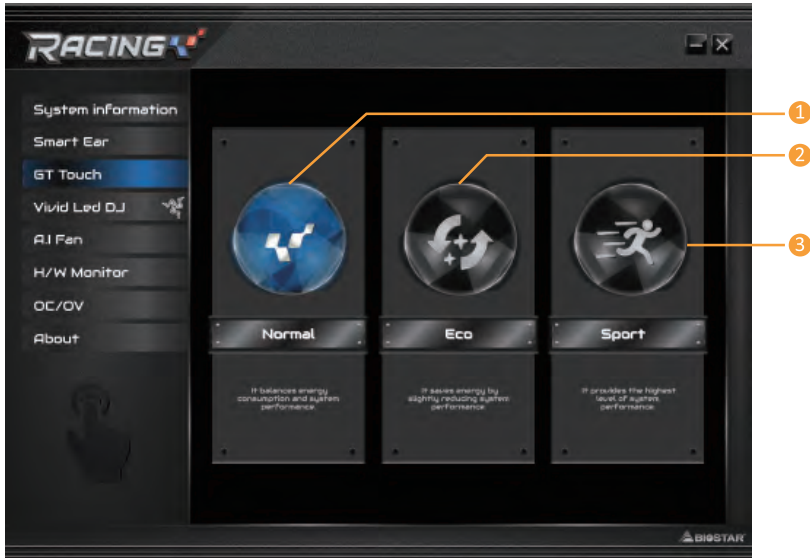 RACING
System information
Smart Ear
GT Touch
Vivid Led DJ
A.I Fan
H/W Monitor
OC/OV
About
1
2
3
Normal
Eco
Sport
It balances energy
consumption and system
performance
It saves energy by
slightly reducing system
performance
It provides the highest
level of system
performance
BIOSTAR